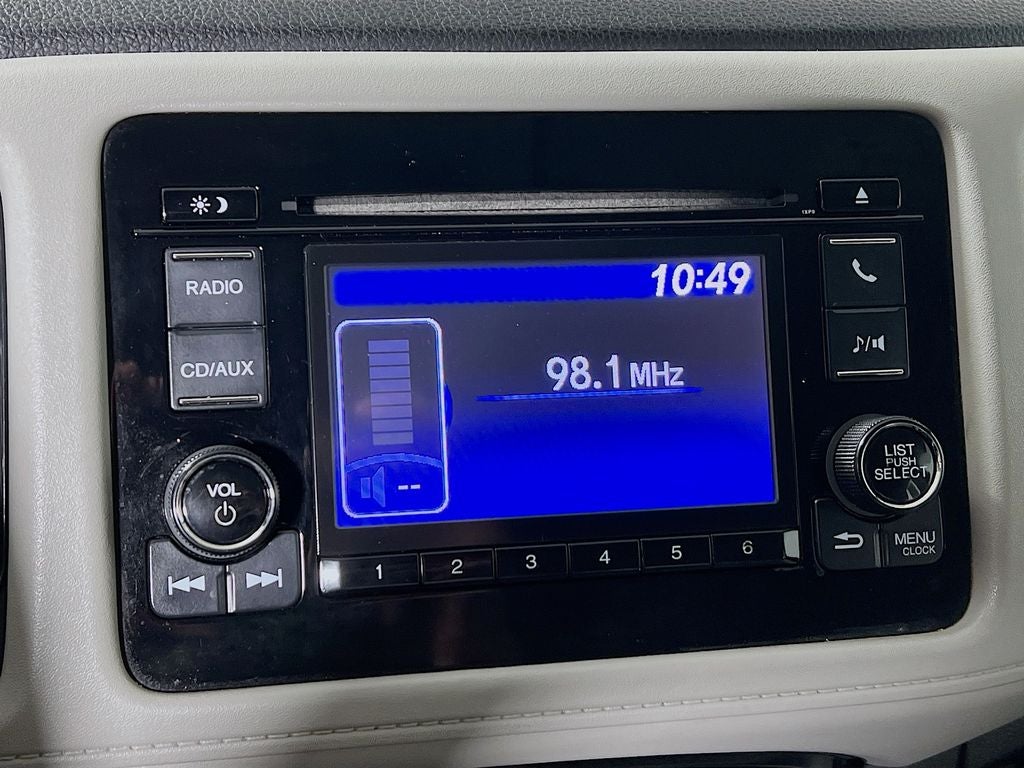 1XP0
RADIO
CD/AUX
10:49
98.1 MHz
--
VOL
LIST
PUSH
SELECT
1 2 3 4 5 6
MENU
CLOCK